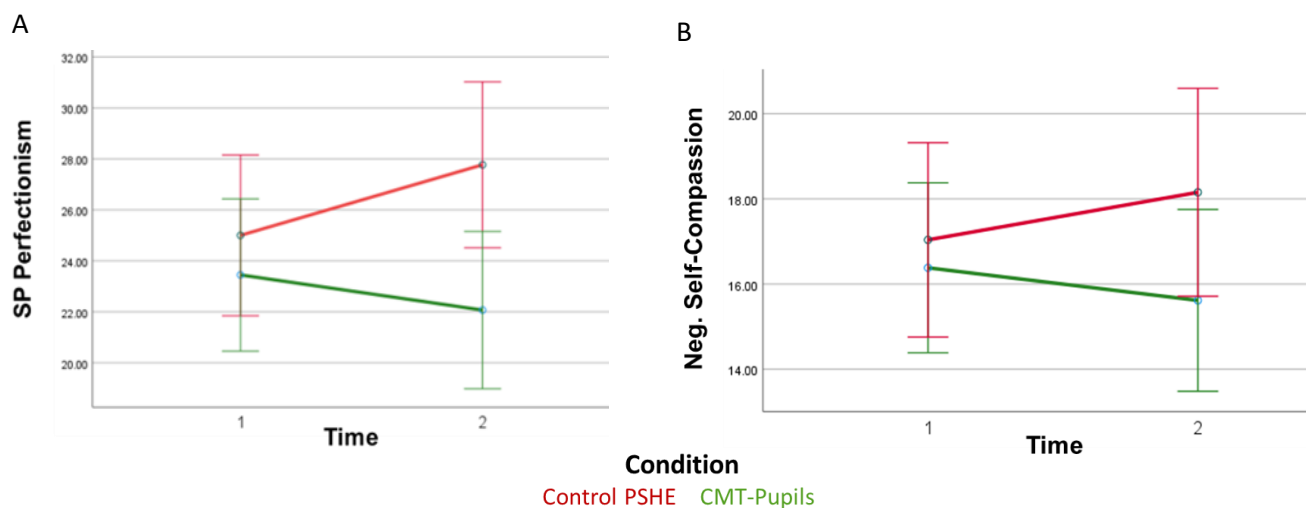 A
32.00
30.00
28.00
26.00
24.00
22.00
20.00
SP Perfectionism
1
2
Time
B
20.00
18.00
16.00
14.00
Neg. Self-Compassion
1
2
Time
Condition
Control PSHE CMT-Pupils